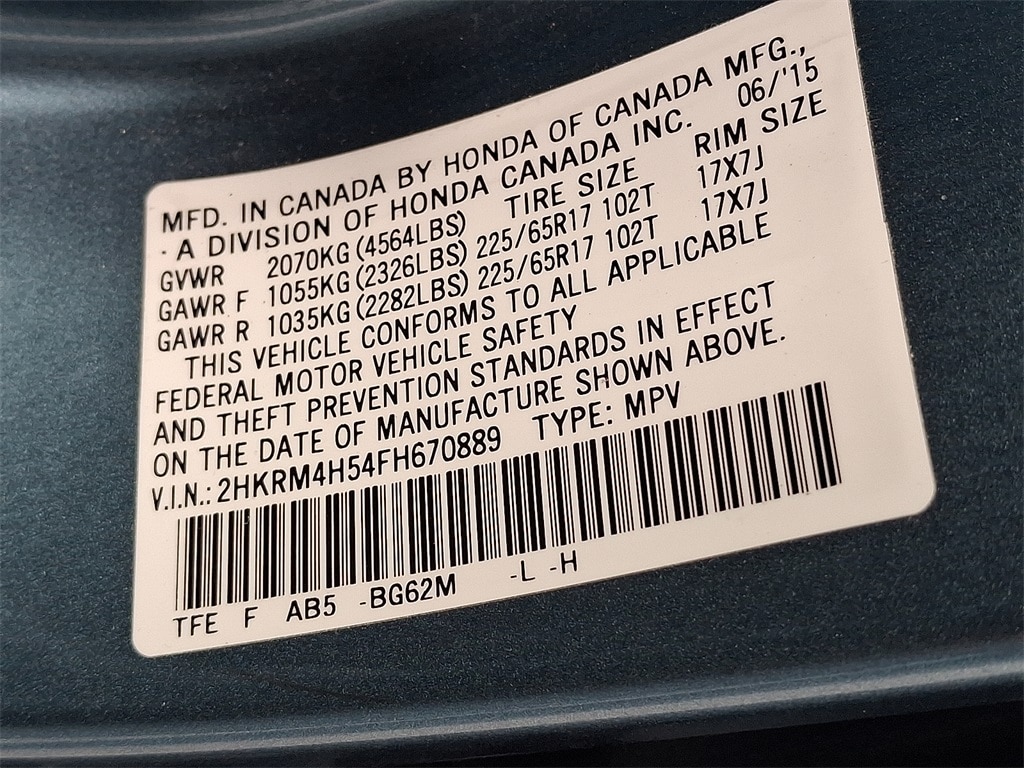 MFD. IN CANADA BY HONDA OF CANADA MFG.,
· A DIVISION OF HONDA CANADA INC. 06/'15
GVWR 2070KG (4564LBS) TIRE SIZE RIM SIZE
GAWR F 1055KG (2326LBS) 225/65R17 102T 17X7J
GAWR R 1035KG (2282LBS) 225/65R17 102T 17X7J
THIS VEHICLE CONFORMS TO ALL APPLICABLE
FEDERAL MOTOR VEHICLE SAFETY
AND THEFT PREVENTION STANDARDS IN EFFECT
ON THE DATE OF MANUFACTURE SHOWN ABOVE.
V.I.N.: 2HKRM4H54FH670889 TYPE: MPV
TFE F AB5 -BG62M -L -H